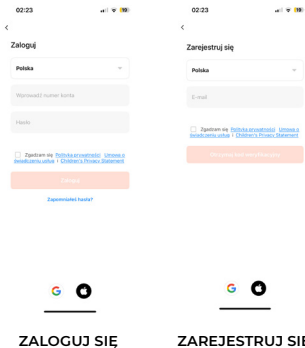 02:23
19
Zaloguj
Polska
Wprowadź numer konta
Hasło
Zgadzam się Polityka prywatności Umowa o
świadczeniu usług i Children's Privacy Statement
Zaloguj
Zapomniałeś hasła?
ZALOGUJ SIĘ
02:23
19
Zarejestruj się
Polska
E-mail
Zgadzam się Polityka prywatności Umowa o
świadczeniu usług i Children's Privacy Statement
ZAREJESTRUJ SIĘ